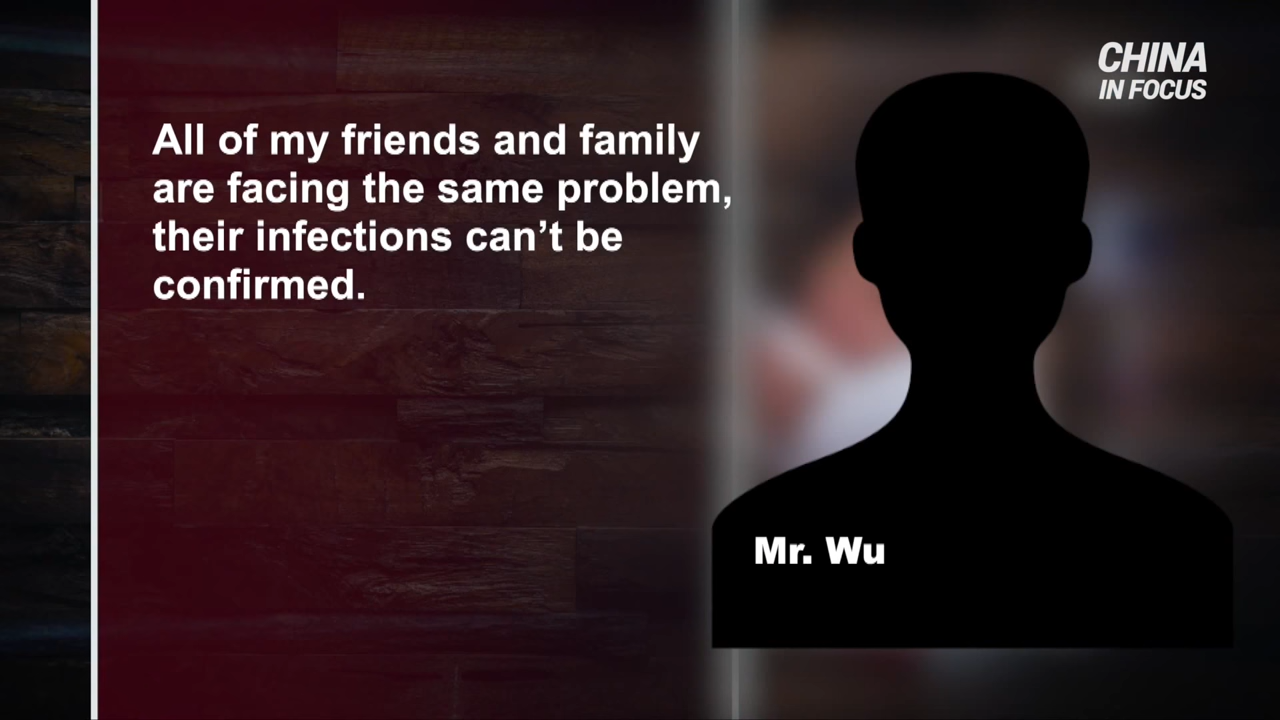 CHINA
IN FOCUS
All of my friends and family
are facing the same problem,
their infections can’t be
confirmed.
Mr. Wu